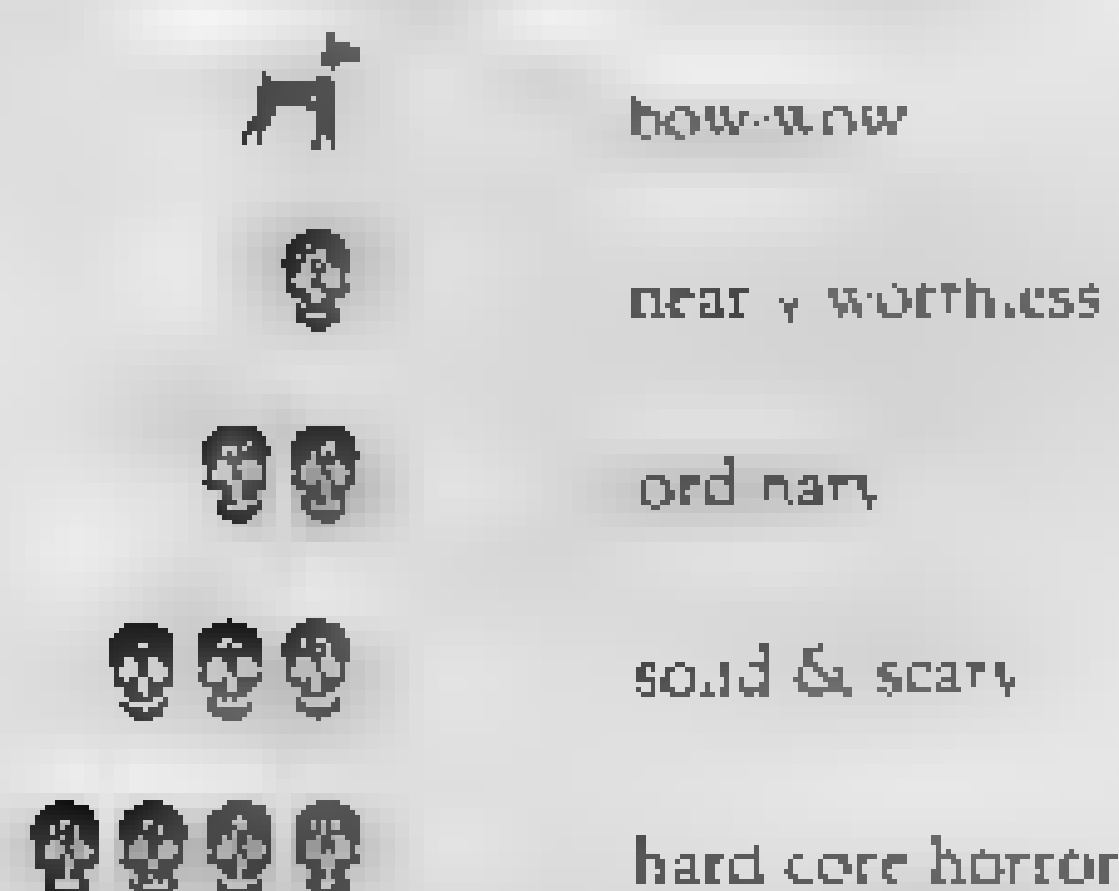 bow-wow
nearly worthless
ordinary
solid & scary
hard core horror